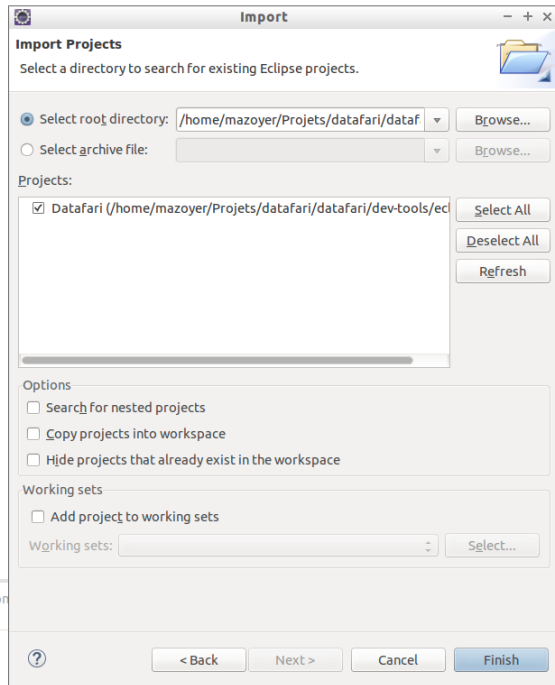 Import
Import Projects
Select a directory to search for existing Eclipse projects.
Select root directory: /home/mazoyer/Projets/datafari/dataf Browse...
Select archive file: Browse...
Projects:
Datafari (/home/mazoyer/Projets/datafari/datafari/dev-tools/ecl
Select All
Deselect All
Refresh
Options
Search for nested projects
Copy projects into workspace
Hide projects that already exist in the workspace
Working sets
Add project to working sets
Working sets: Select...
on
? < Back Next > Cancel Finish